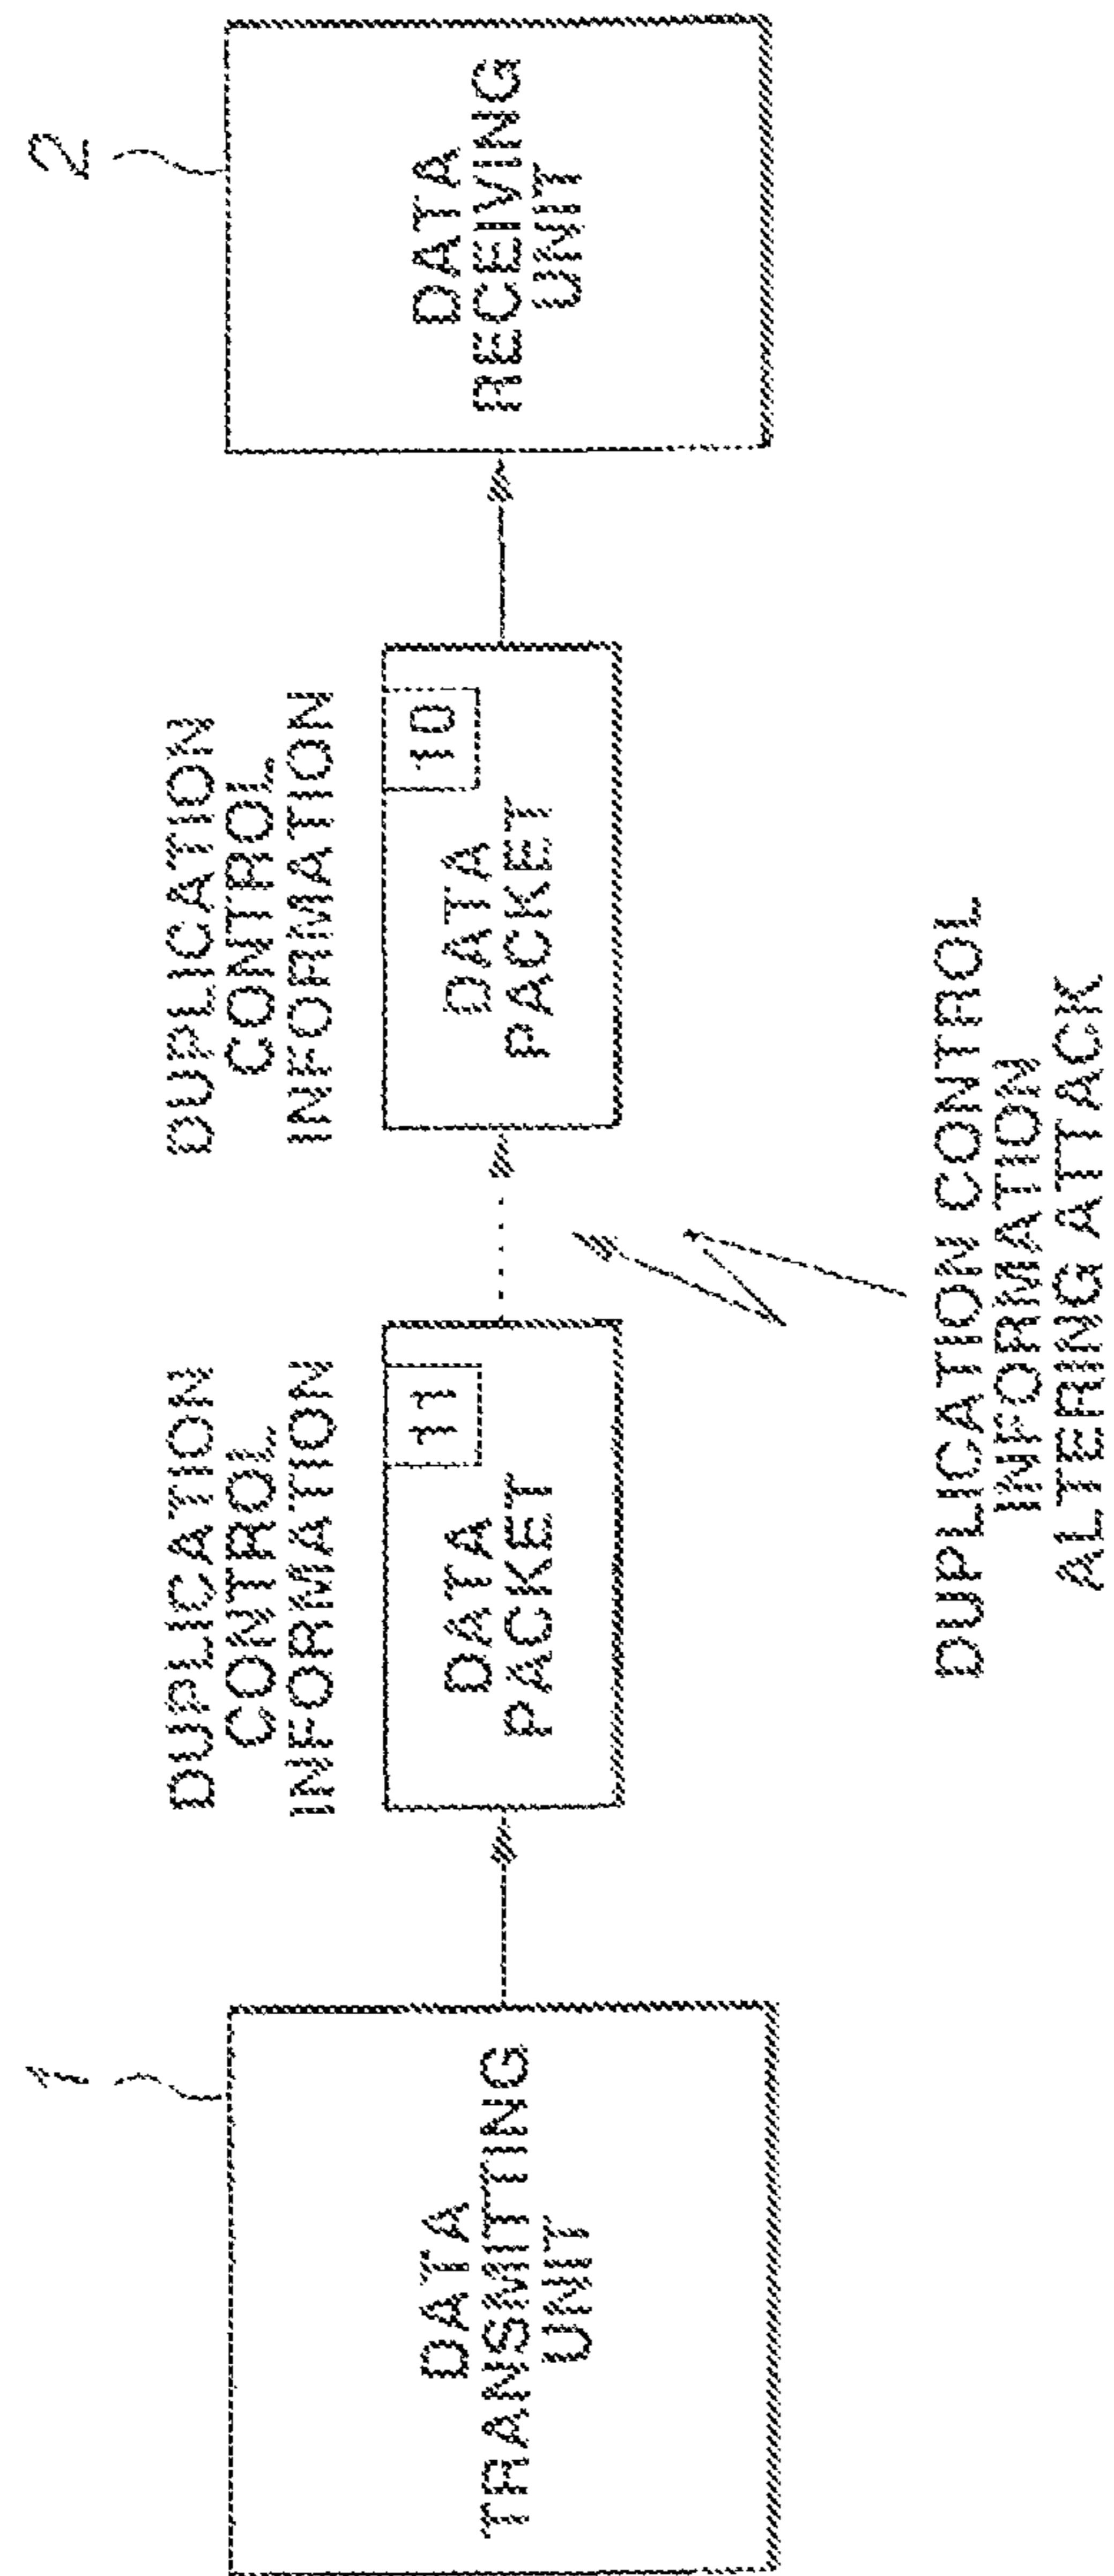 1
DATA
TRANSMITTING
UNIT
DUPLICATION
CONTROL
INFORMATION
11
DATA
PACKET
DUPLICATION CONTROL
INFORMATION
ALTERING ATTACK
DUPLICATION
CONTROL
INFORMATION
10
DATA
PACKET
2
DATA
RECEIVING
UNIT